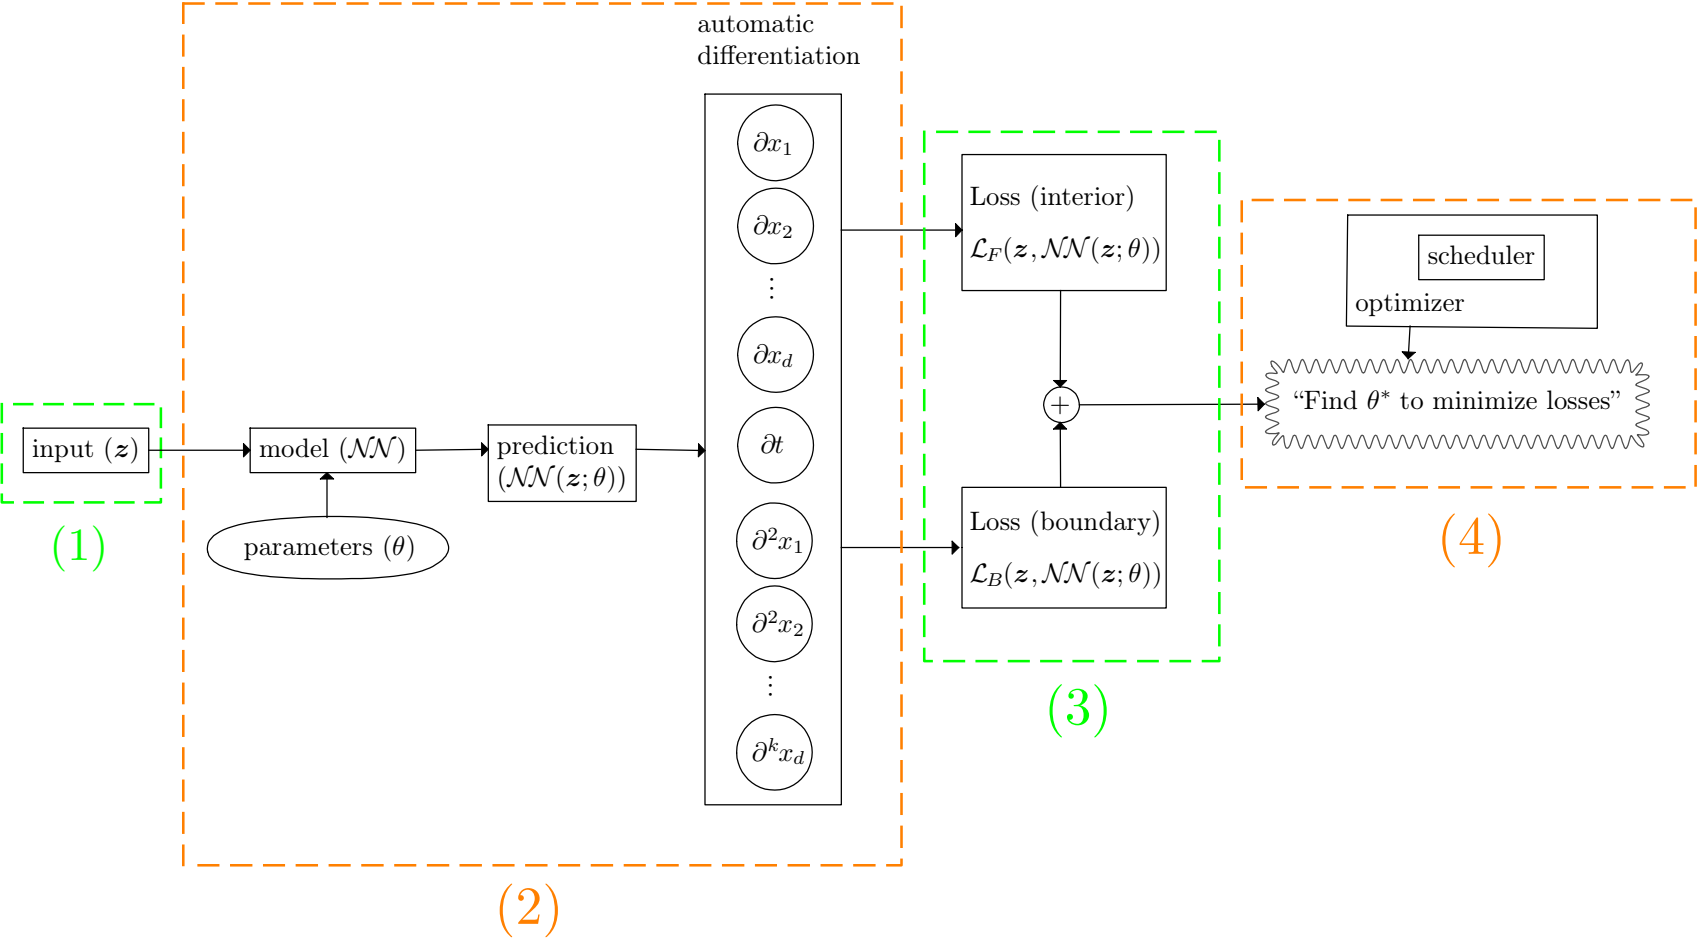 automatic
differentiation
∂x₁
∂x₂
⋮
∂x_d
∂t
∂²x₁
∂²x₂
⋮
∂ᵏx_d
input (𝒛)
(1)
model (𝒩𝒩)
parameters (θ)
prediction
(𝒩𝒩(𝒛; θ))
(2)
Loss (interior)
ℒ_F(𝒛, 𝒩𝒩(𝒛; θ))
+
Loss (boundary)
ℒ_B(𝒛, 𝒩𝒩(𝒛; θ))
(3)
scheduler
optimizer
“Find θ* to minimize losses”
(4)